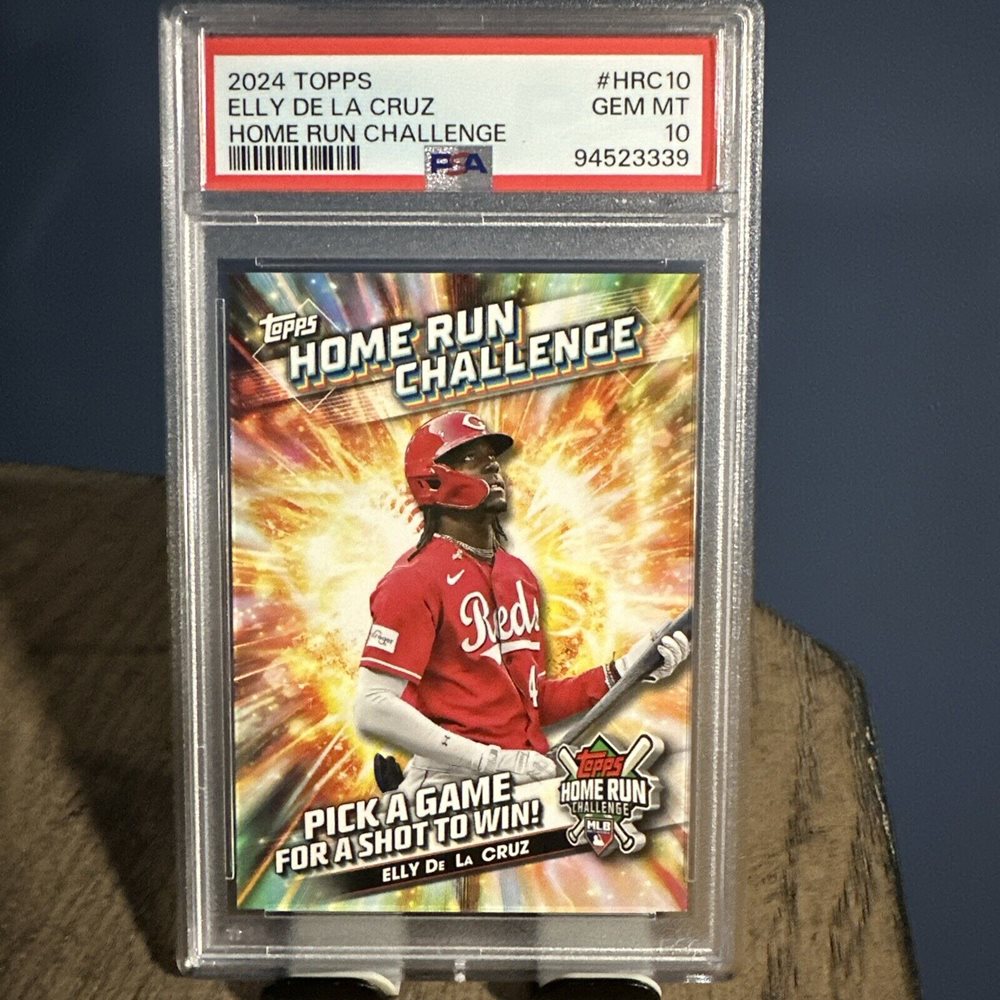 2024 TOPPS #HRC10
ELLY DE LA CRUZ GEM MT
HOME RUN CHALLENGE 10
PSA 94523339
Topps
HOME RUN
CHALLENGE
C
Reds
4
PICK A GAME
FOR A SHOT TO WIN!
ELLY DE LA CRUZ
Topps
HOME RUN
CHALLENGE
MLB